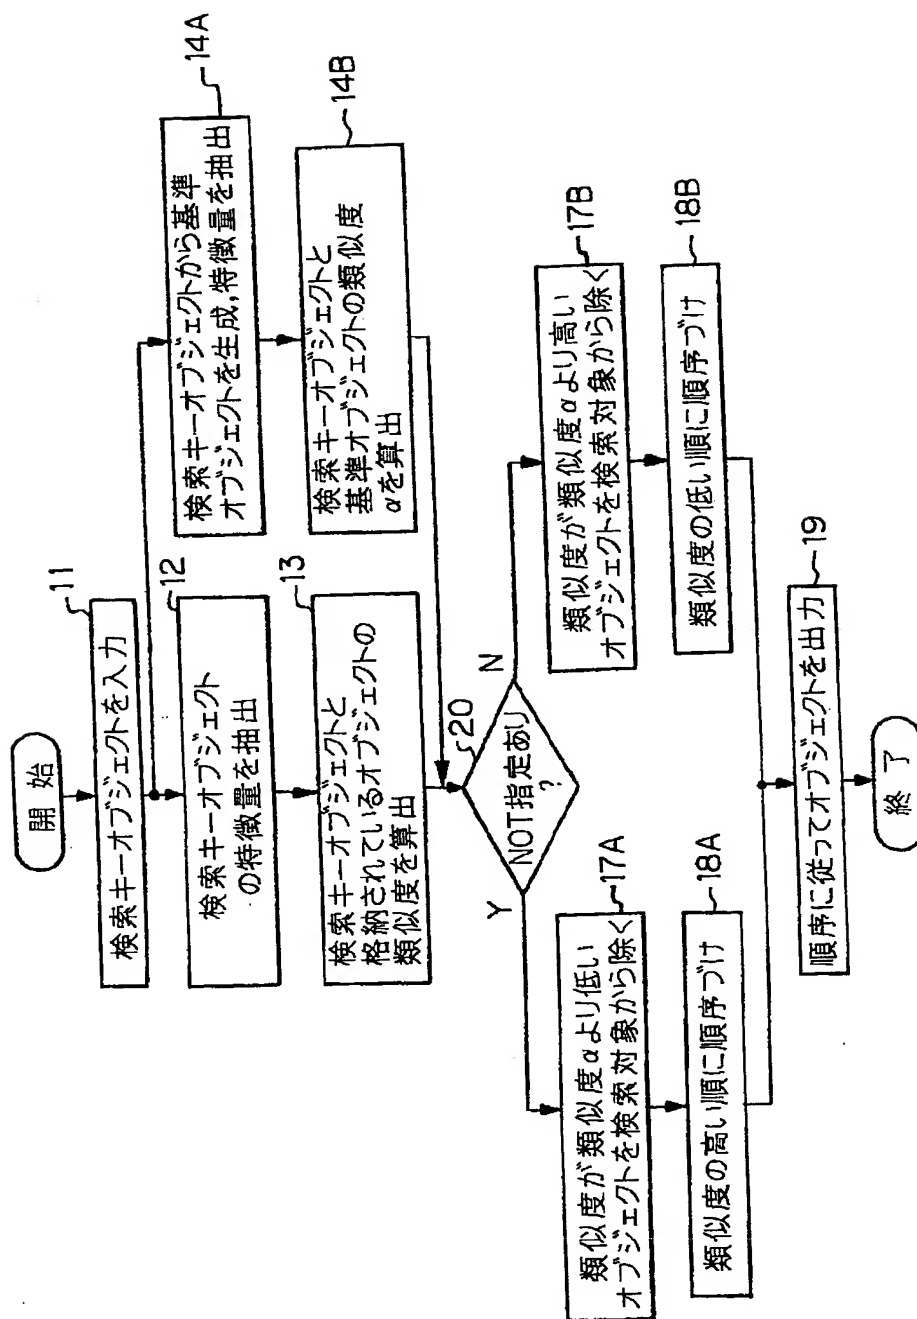 開 始
11
検索キーオブジェクトを入力
12
検索キーオブジェクト
の特徴量を抽出
13
検索キーオブジェクトと
格納されているオブジェクトの
類似度を算出
14A
検索キーオブジェクトから基準
オブジェクトを生成,特徴量を抽出
14B
検索キーオブジェクトと
基準オブジェクトの類似度
αを算出
20
NOT指定あり
?
Y
N
17A
類似度が類似度αより低い
オブジェクトを検索対象から除く
18A
類似度の高い順に順序づけ
17B
類似度が類似度αより高い
オブジェクトを検索対象から除く
18B
類似度の低い順に順序づけ
19
順序に従ってオブジェクトを出力
終 了